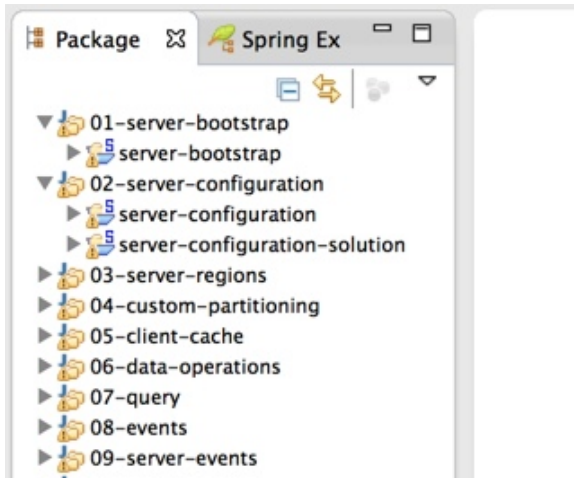 Package Spring Ex
01-server-bootstrap
server-bootstrap
02-server-configuration
server-configuration
server-configuration-solution
03-server-regions
04-custom-partitioning
05-client-cache
06-data-operations
07-query
08-events
09-server-events